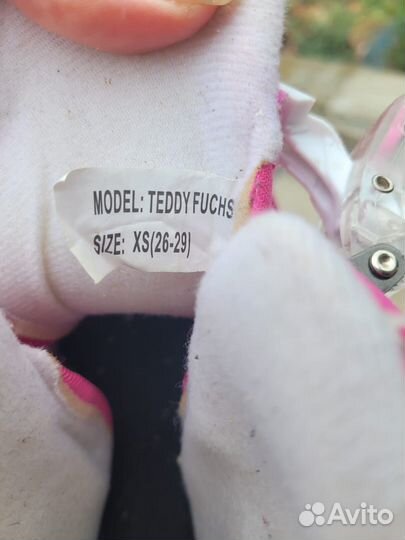 MODEL: TEDDY FUCHS
SIZE: XS(26-29)
Avito